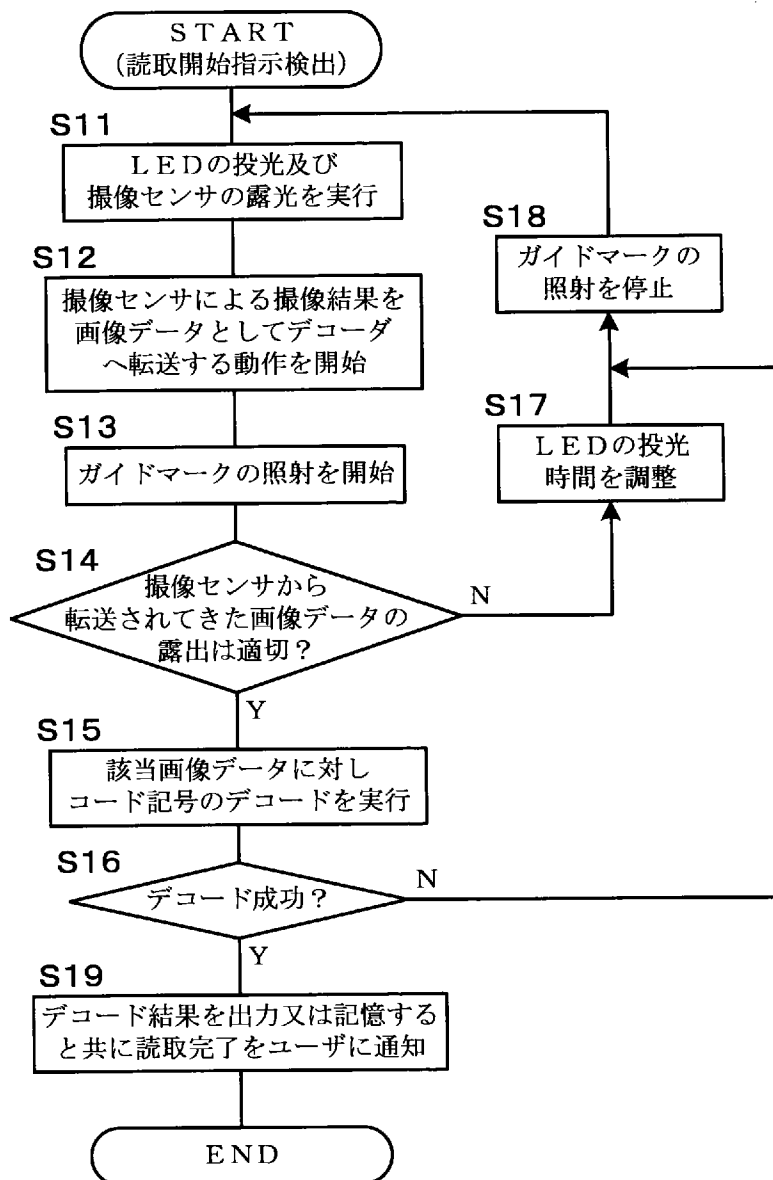 START
(読取開始指示検出)
S11
LEDの投光及び
撮像センサの露光を実行
S12
撮像センサによる撮像結果を
画像データとしてデコーダ
へ転送する動作を開始
S13
ガイドマークの照射を開始
S14
撮像センサから
転送されてきた画像データの
露出は適切?
N
Y
S17
LEDの投光
時間を調整
S18
ガイドマークの
照射を停止
S15
該当画像データに対し
コード記号のデコードを実行
S16
デコード成功?
N
Y
S19
デコード結果を出力又は記憶する
と共に読取完了をユーザに通知
END